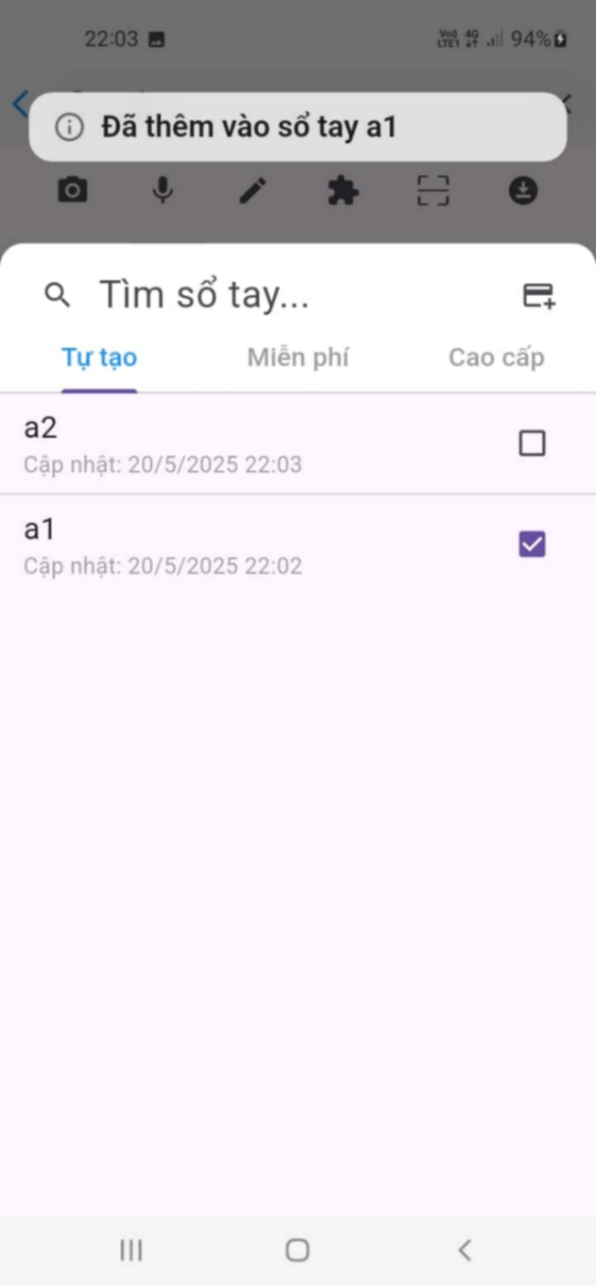 22:03
94%
Đã thêm vào sổ tay a1
Tìm sổ tay...
Tự tạo Miễn phí Cao cấp
a2
Cập nhật: 20/5/2025 22:03
a1
Cập nhật: 20/5/2025 22:02